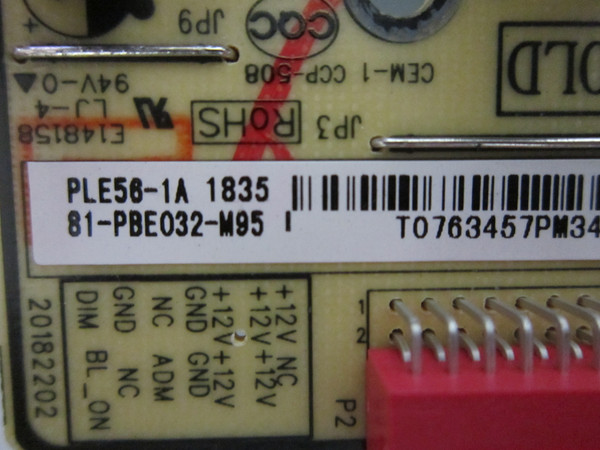 JP9
CQC
CEM-1 CCP-508
94V-0
LJ-4
E148158
RoHS
JP3
OLD
PLE56-1A 1835
81-PBE032-M95
T0763457PM34
+12V NC
+12V+12V
+12V+12V
GND GND
NC ADM
GND NC
DIM BL_ON
20182202
1
2
P2